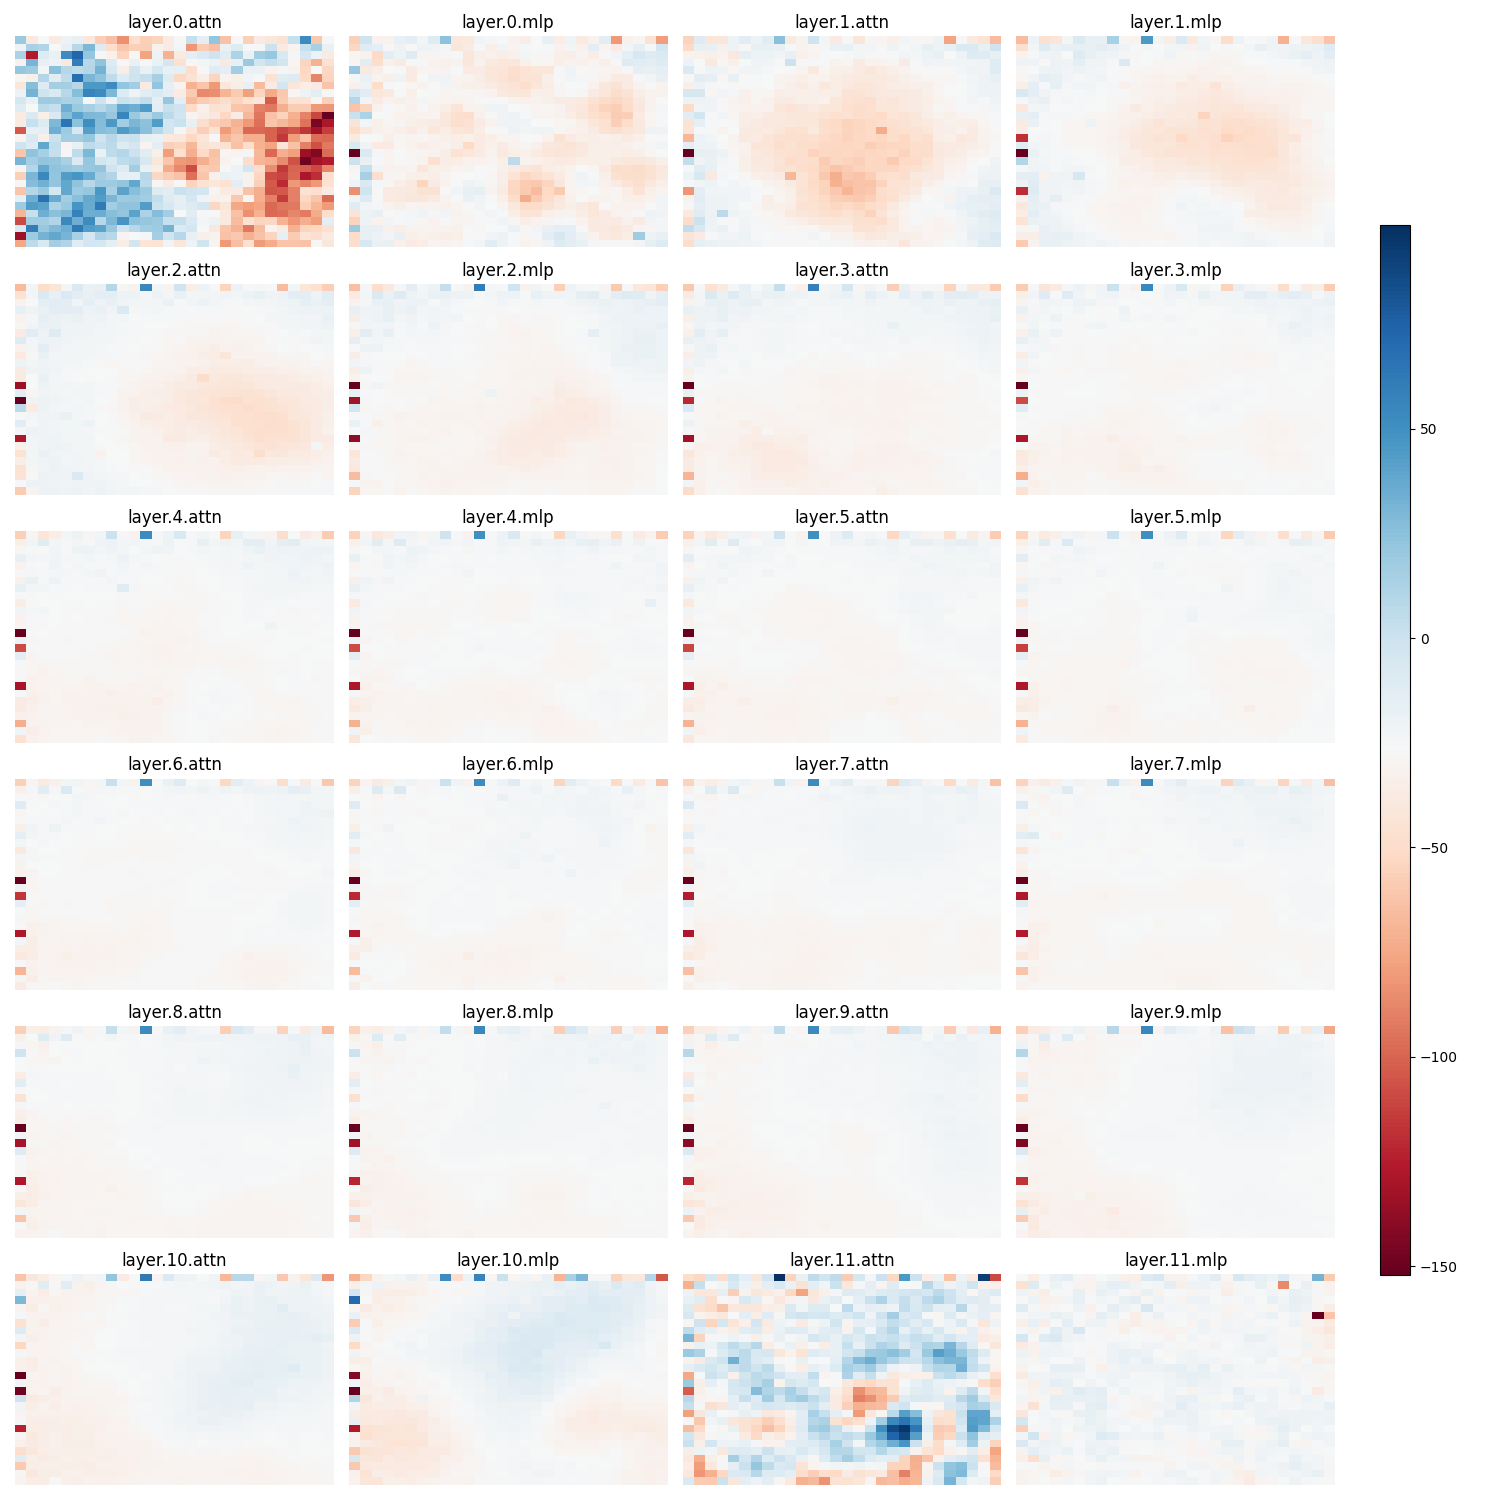 layer.0.attn layer.0.mlp layer.1.attn layer.1.mlp
layer.2.attn layer.2.mlp layer.3.attn layer.3.mlp
layer.4.attn layer.4.mlp layer.5.attn layer.5.mlp
layer.6.attn layer.6.mlp layer.7.attn layer.7.mlp
layer.8.attn layer.8.mlp layer.9.attn layer.9.mlp
layer.10.attn layer.10.mlp layer.11.attn layer.11.mlp
50
0
−50
−100
−150